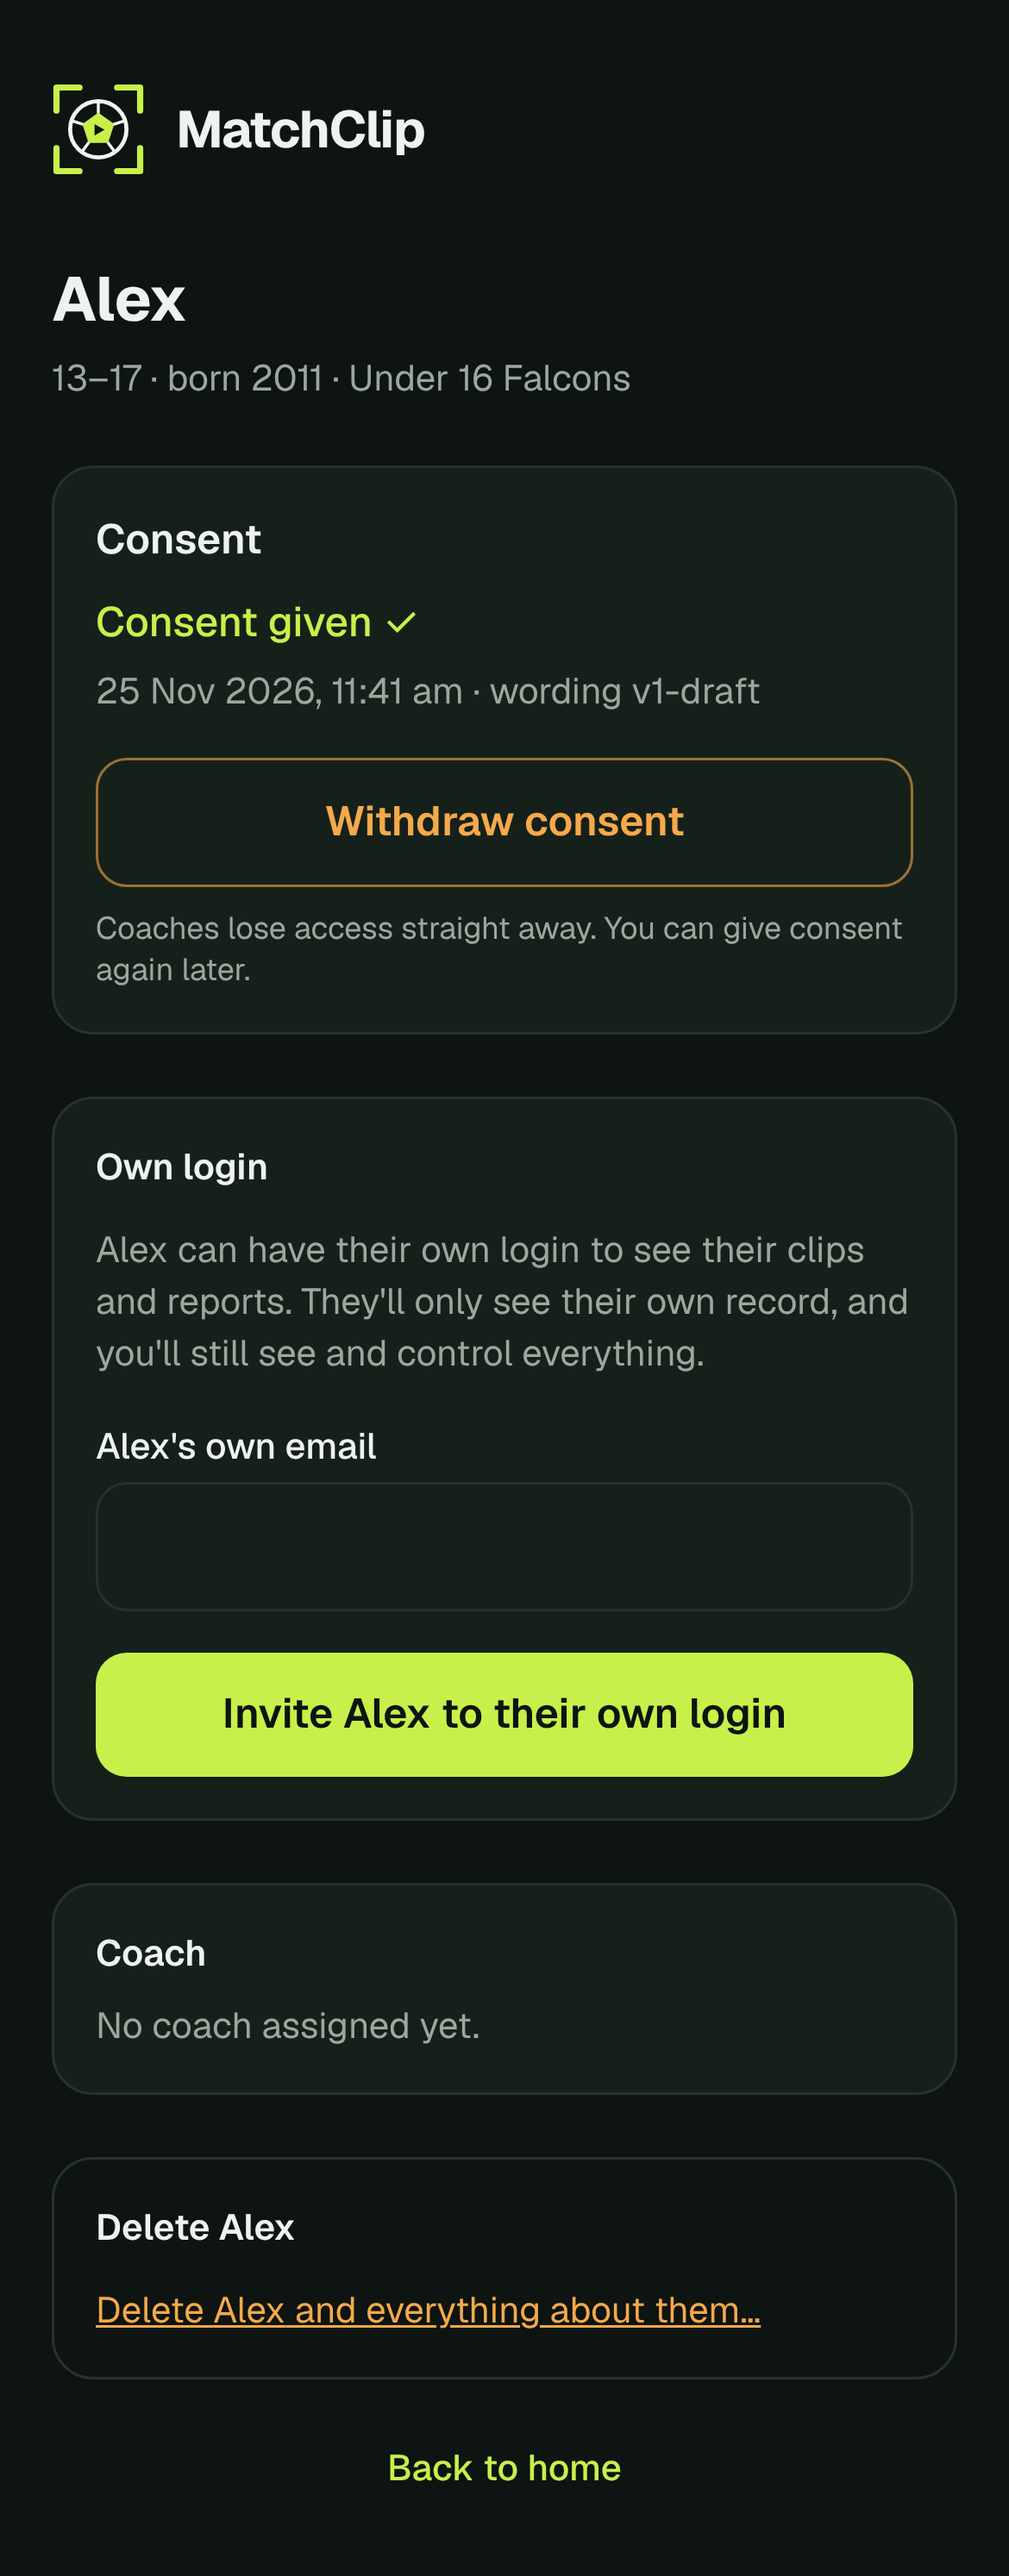 MatchClip
Alex
13–17 · born 2011 · Under 16 Falcons
Consent
Consent given ✓
25 Nov 2026, 11:41 am · wording v1-draft
Withdraw consent
Coaches lose access straight away. You can give consent
again later.
Own login
Alex can have their own login to see their clips
and reports. They'll only see their own record, and
you'll still see and control everything.
Alex's own email
Invite Alex to their own login
Coach
No coach assigned yet.
Delete Alex
Delete Alex and everything about them…
Back to home